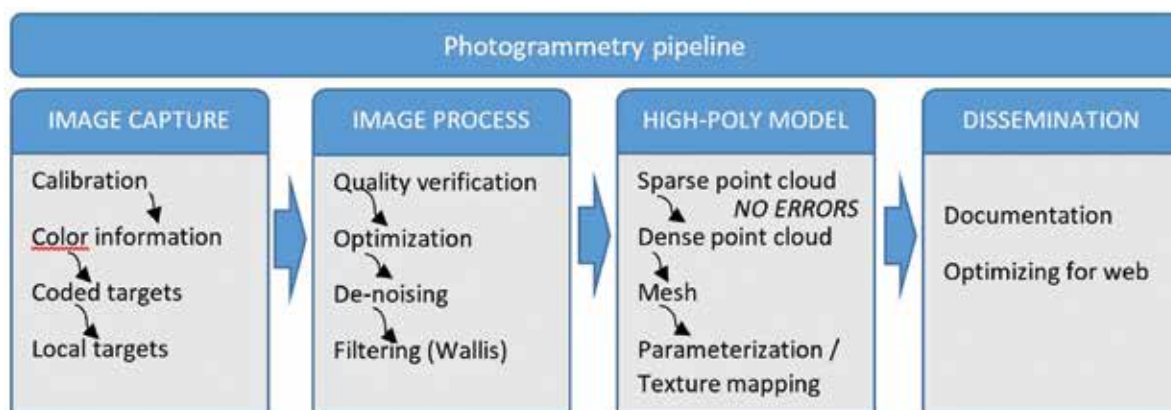 Photogrammetry pipeline
IMAGE CAPTURE
Calibration
Color information
Coded targets
Local targets
IMAGE PROCESS
Quality verification
Optimization
De-noising
Filtering (Wallis)
HIGH-POLY MODEL
Sparse point cloud
NO ERRORS
Dense point cloud
Mesh
Parameterization /
Texture mapping
DISSEMINATION
Documentation
Optimizing for web